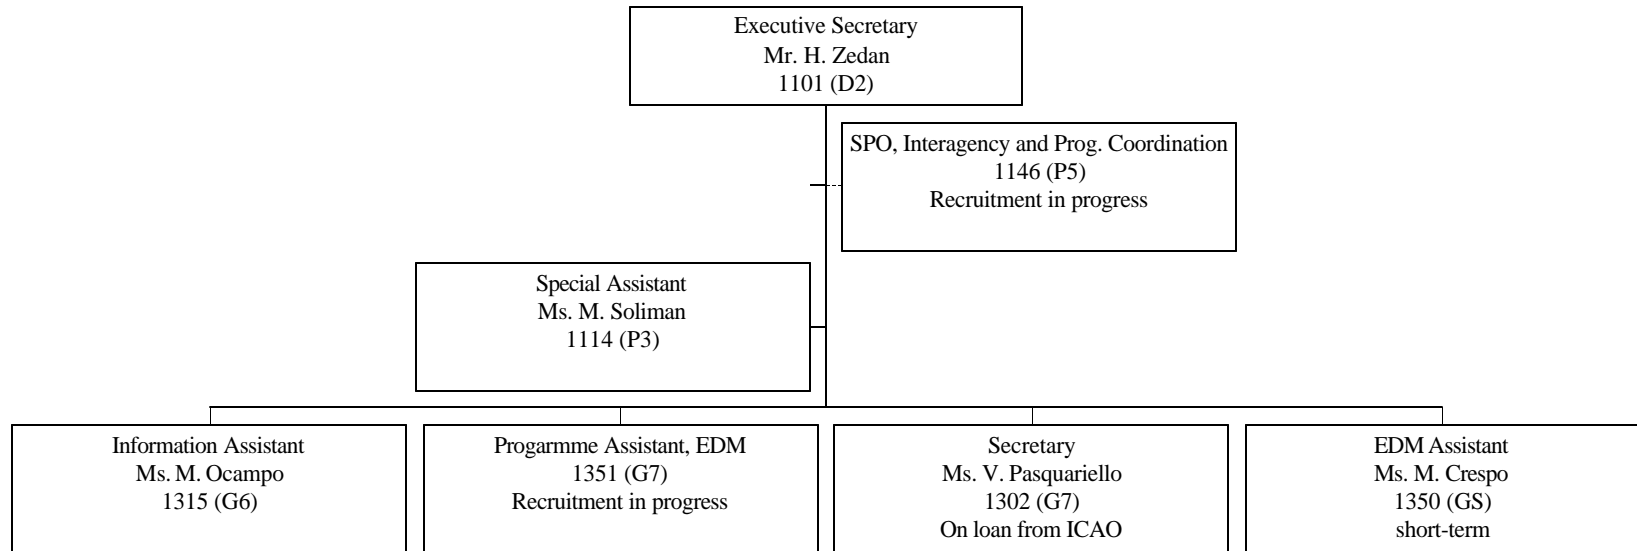 Executive Secretary
Mr. H. Zedan
1101 (D2)
SPO, Interagency and Prog. Coordination
1146 (P5)
Recruitment in progress
Special Assistant
Ms. M. Soliman
1114 (P3)
Information Assistant
Ms. M. Ocampo
1315 (G6)
Progarmme Assistant, EDM
1351 (G7)
Recruitment in progress
Secretary
Ms. V. Pasquariello
1302 (G7)
On loan from ICAO
EDM Assistant
Ms. M. Crespo
1350 (GS)
short-term